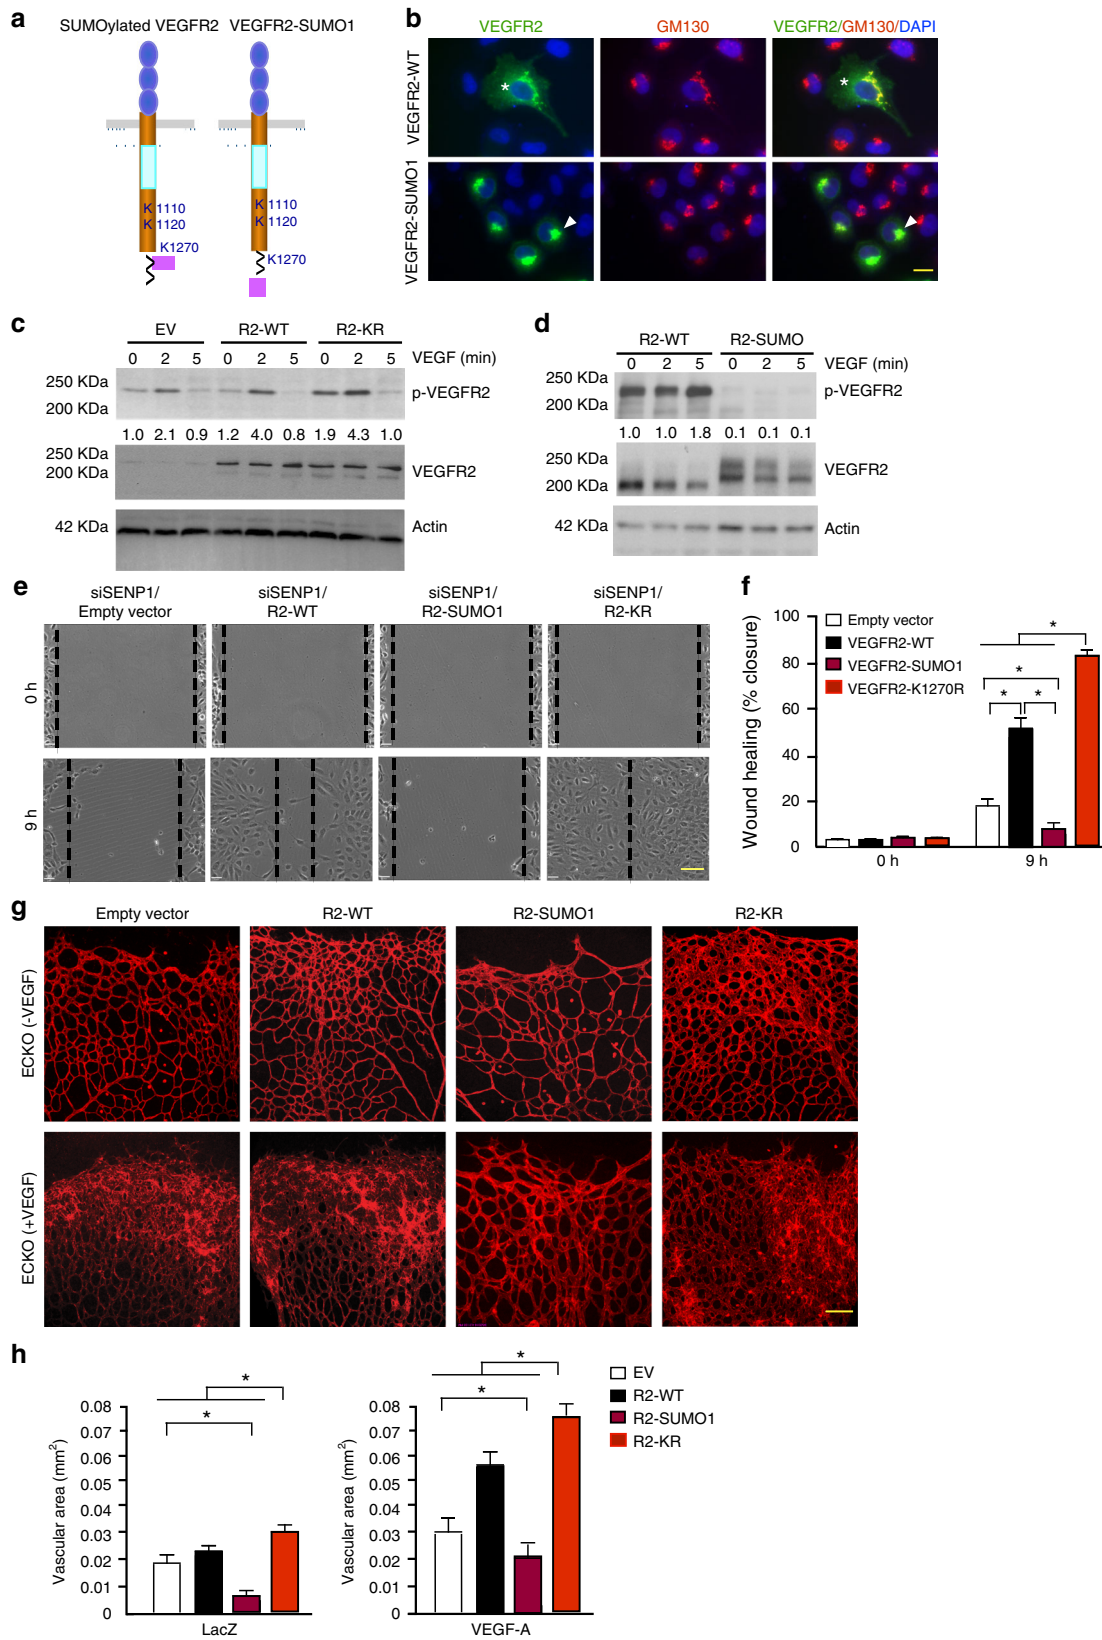 a
SUMOylated VEGFR2 VEGFR2-SUMO1
K 1110
K 1120
K1270
K 1110
K 1120
K1270
b
VEGFR2 GM130 VEGFR2/GM130/DAPI
VEGFR2-WT
*
*
VEGFR2-SUMO1
c
EV R2-WT R2-KR
0 2 5 0 2 5 0 2 5 VEGF (min)
250 KDa
200 KDa
p-VEGFR2
1.0 2.1 0.9 1.2 4.0 0.8 1.9 4.3 1.0
250 KDa
200 KDa
VEGFR2
42 KDa
Actin
d
R2-WT R2-SUMO
0 2 5 0 2 5 VEGF (min)
250 KDa
200 KDa
p-VEGFR2
1.0 1.0 1.8 0.1 0.1 0.1
250 KDa
200 KDa
VEGFR2
42 KDa
Actin
e
siSENP1/
Empty vector
siSENP1/
R2-WT
siSENP1/
R2-SUMO1
siSENP1/
R2-KR
0 h
9 h
f
Wound healing (% closure)
100
80
60
40
20
0
Empty vector
VEGFR2-WT
VEGFR2-SUMO1
VEGFR2-K1270R
*
*
* *
0 h 9 h
g
Empty vector R2-WT R2-SUMO1 R2-KR
ECKO (-VEGF)
ECKO (+VEGF)
h
Vascular area (mm²)
0.08
0.07
0.06
0.05
0.04
0.03
0.02
0.01
0
*
*
LacZ
Vascular area (mm²)
0.08
0.07
0.06
0.05
0.04
0.03
0.02
0.01
0
*
*
VEGF-A
EV
R2-WT
R2-SUMO1
R2-KR